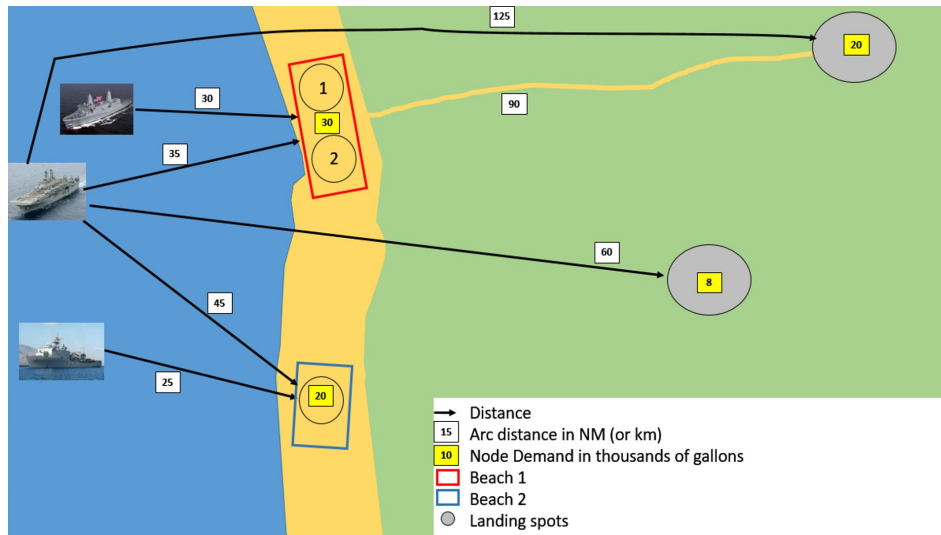 125
20
30
1
30
90
35
2
60
8
45
25
20
Distance
15 Arc distance in NM (or km)
10 Node Demand in thousands of gallons
Beach 1
Beach 2
Landing spots